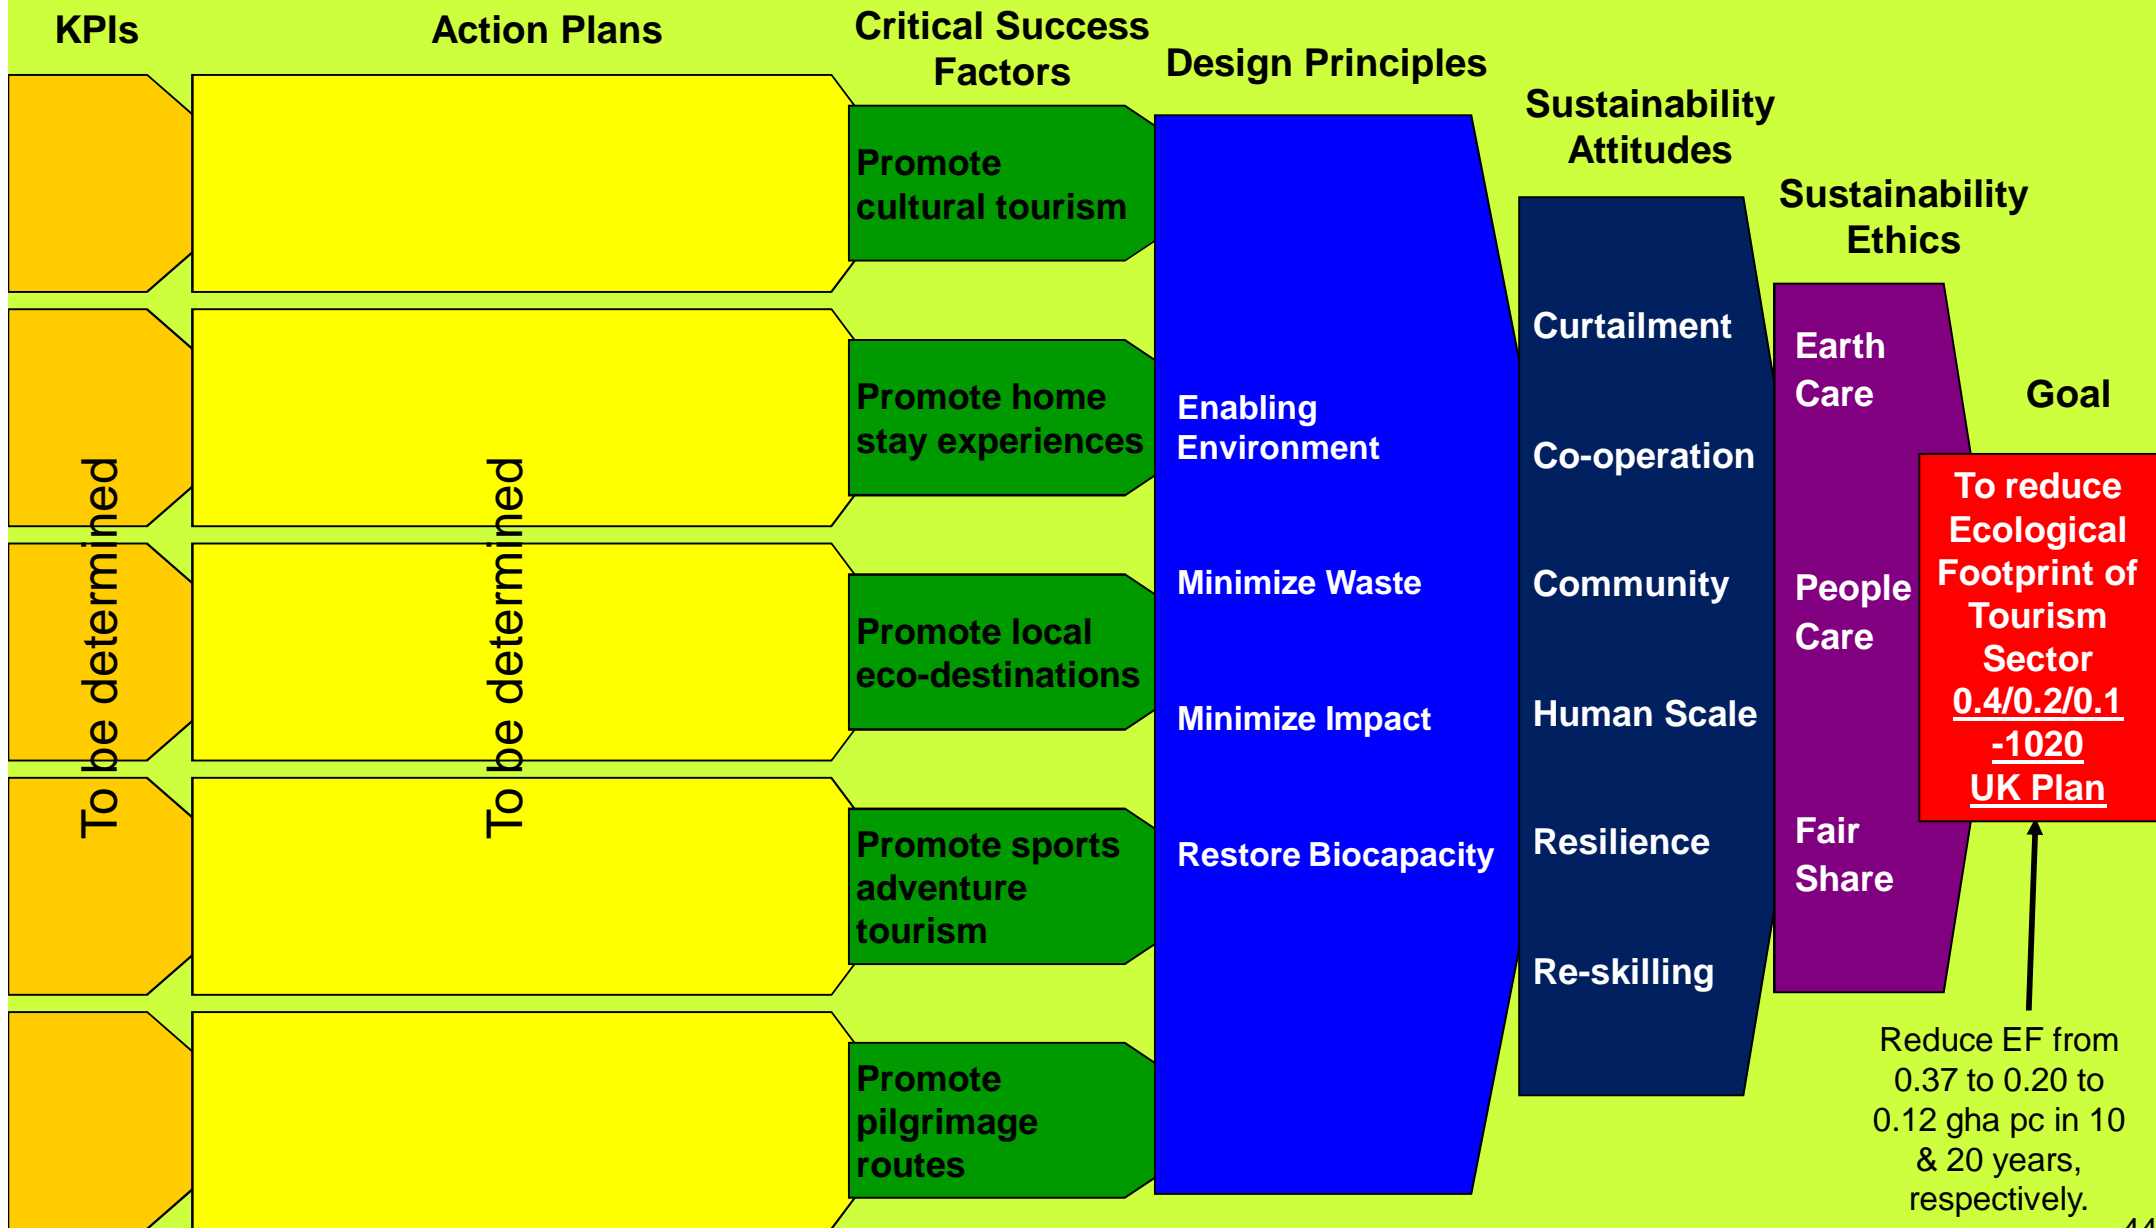 KPIs
Action Plans
Critical Success
Factors
Design Principles
Sustainability
Attitudes
Sustainability
Ethics
Goal
To be determined
To be determined
Promote
cultural tourism
Promote home
stay experiences
Promote local
eco-destinations
Promote sports
adventure
tourism
Promote
pilgrimage
routes
Enabling
Environment
Minimize Waste
Minimize Impact
Restore Biocapacity
Curtailment
Co-operation
Community
Human Scale
Resilience
Re-skilling
Earth
Care
People
Care
Fair
Share
To reduce
Ecological
Footprint of
Tourism
Sector
0.4/0.2/0.1
-1020
UK Plan
Reduce EF from
0.37 to 0.20 to
0.12 gha pc in 10
& 20 years,
respectively.